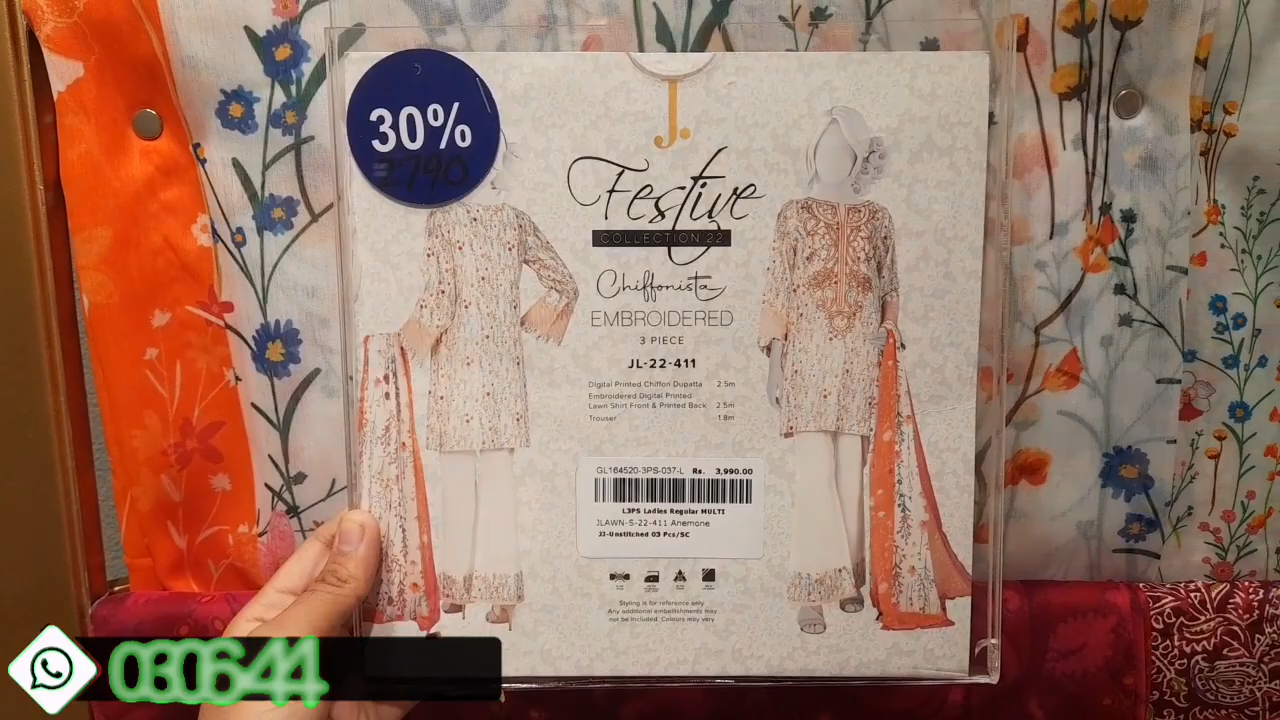 30%
2790
J.
Festive
COLLECTION'22
Chiffonista
EMBROIDERED
3 PIECE
JL-22-411
Digital Printed Chiffon Dupatta 2.5m
Embroidered Digital Printed
Lawn Shirt Front & Printed Back 2.5m
Trouser 1.8m
GL164520-3PS-037-L Rs. 3,990.00
L3PS Ladies Regular MULTI
JLAWN-S-22-411 Anemone
JJ-Unstitched 03 Pcs/SC
Styling is for reference only
Any additional embellishments may
not be included. Colours may vary
030644